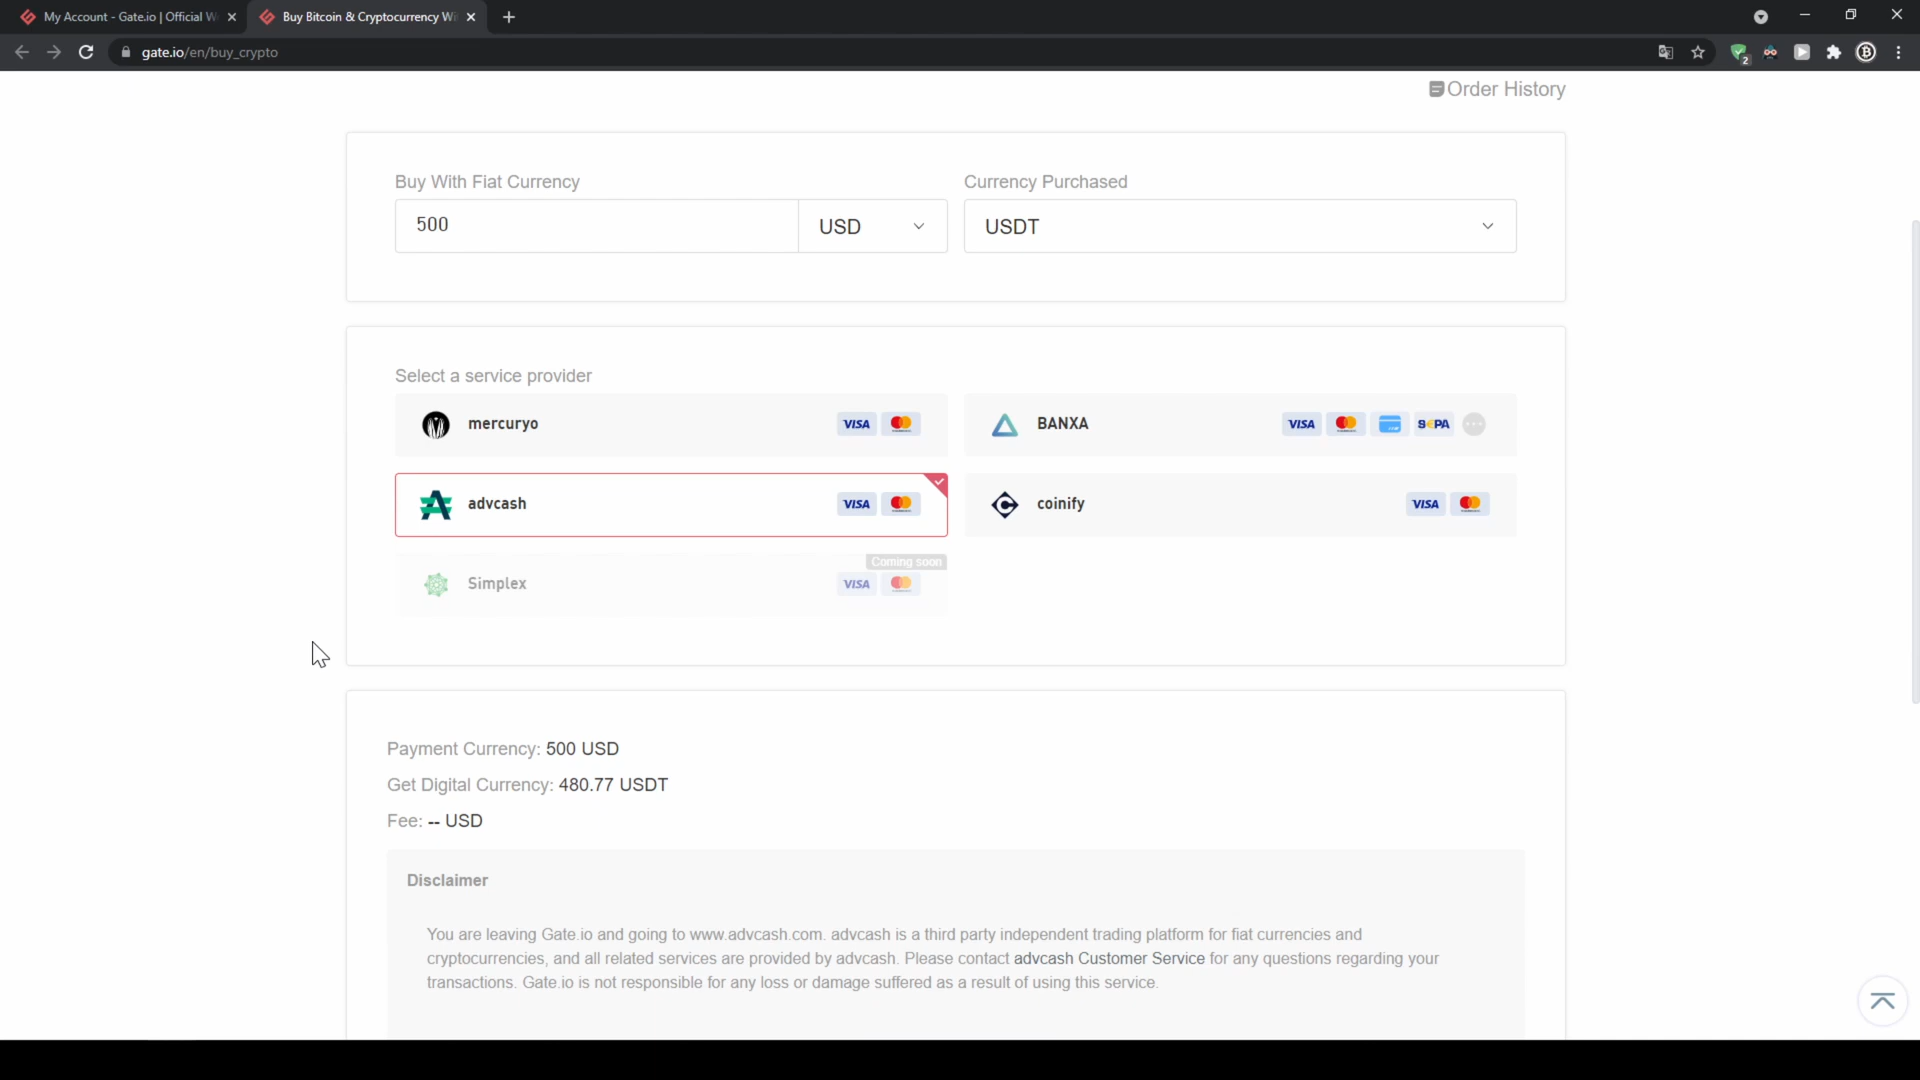 My Account - Gate.io | Official W
Buy Bitcoin & Cryptocurrency Wi
gate.io/en/buy_crypto
2
Order History
Buy With Fiat Currency
Currency Purchased
500
USD
USDT
Select a service provider
mercuryo
VISA
BANXA
VISA
SEPA
advcash
VISA
coinify
VISA
Coming soon
Simplex
VISA
Payment Currency: 500 USD
Get Digital Currency: 480.77 USDT
Fee: -- USD
Disclaimer
You are leaving Gate.io and going to www.advcash.com. advcash is a third party independent trading platform for fiat currencies and
cryptocurrencies, and all related services are provided by advcash. Please contact advcash Customer Service for any questions regarding your
transactions. Gate.io is not responsible for any loss or damage suffered as a result of using this service.